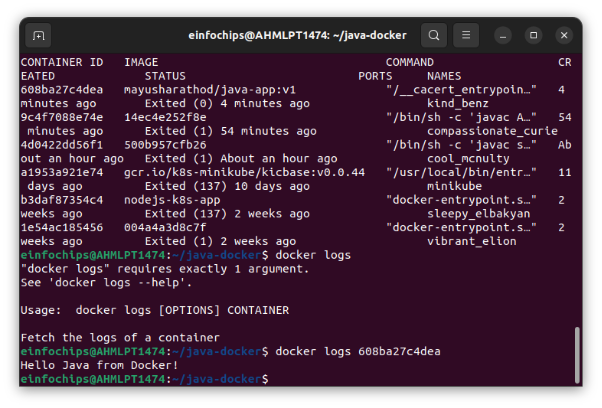 einfochips@AHMLPT1474: ~/java-docker
CONTAINER ID   IMAGE                                 COMMAND                  CR
EATED             STATUS                         PORTS     NAMES
608ba27c4dea   mayusharathod/java-app:v1             "/__cacert_entrypoin…"   4
minutes ago       Exited (0) 4 minutes ago                 kind_benz
9c4f7088e74e   14ec4e252f8e                          "/bin/sh -c 'javac A…"   54
 minutes ago      Exited (1) 54 minutes ago                compassionate_curie
4d0422dd56f1   500b957cfb26                          "/bin/sh -c 'javac s…"   Ab
out an hour ago   Exited (1) About an hour ago             cool_mcnulty
a1953a921e74   gcr.io/k8s-minikube/kicbase:v0.0.44   "/usr/local/bin/entr…"   11
 days ago         Exited (137) 10 days ago                 minikube
b3daf87354c4   nodejs-k8s-app                        "docker-entrypoint.s…"   2
weeks ago         Exited (137) 2 weeks ago                 sleepy_elbakyan
1e54ac185456   004a4a3d8c7f                          "docker-entrypoint.s…"   2
weeks ago         Exited (1) 2 weeks ago                   vibrant_elion
einfochips@AHMLPT1474:~/java-docker$ docker logs
"docker logs" requires exactly 1 argument.
See 'docker logs --help'.
Usage:  docker logs [OPTIONS] CONTAINER
Fetch the logs of a container
einfochips@AHMLPT1474:~/java-docker$ docker logs 608ba27c4dea
Hello Java from Docker!
einfochips@AHMLPT1474:~/java-docker$